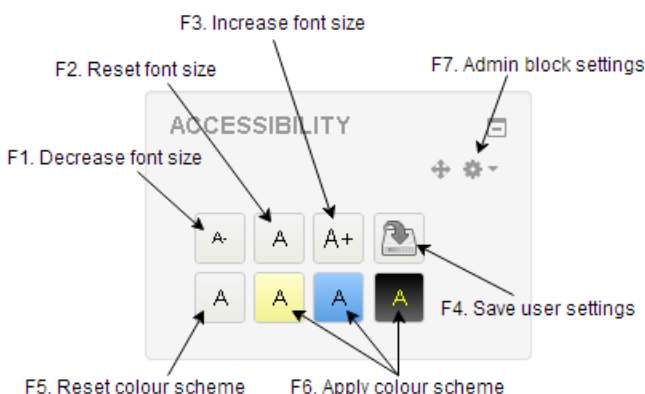 F3. Increase font size
F2. Reset font size
F7. Admin block settings
ACCESSIBILITY
F1. Decrease font size
A- A A+
A A A A
F4. Save user settings
F5. Reset colour scheme
F6. Apply colour scheme